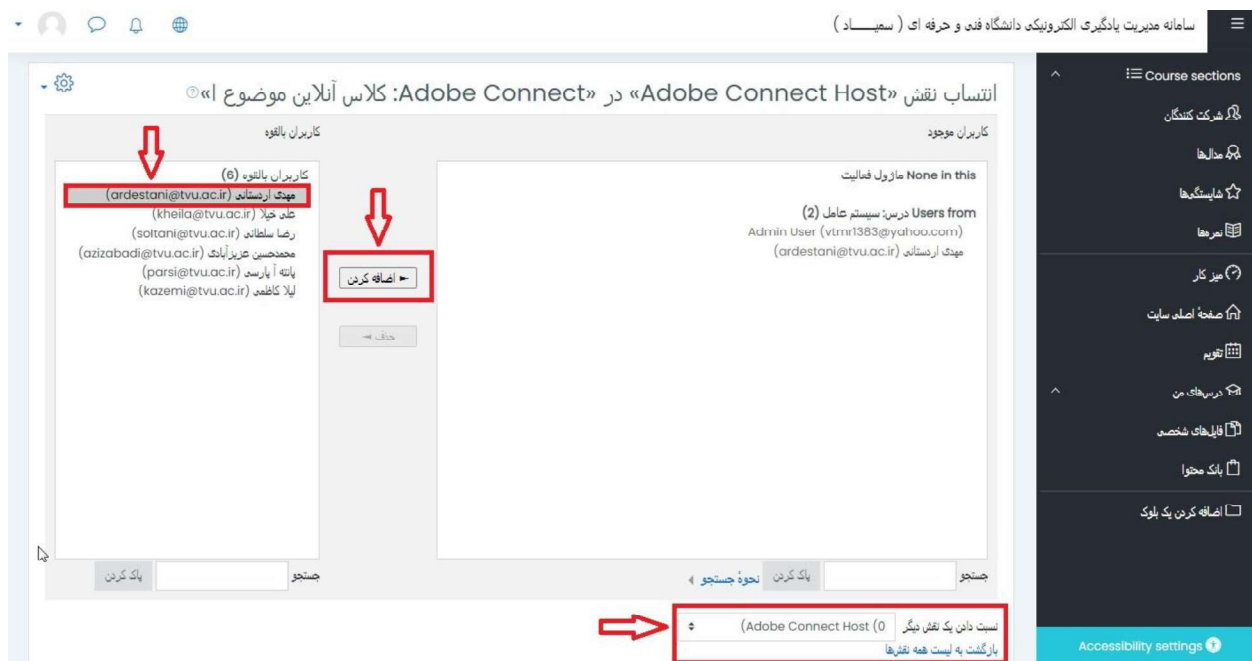 سامانه مدیریت یادگیری الکترونیکی دانشگاه فنی و حرفه ای ( سمیـــــاد )
Course sections
شرکت کنندگان
مدال‌ها
شایستگی‌ها
نمره‌ها
میز کار
صفحهٔ اصلی سایت
تقویم
درس‌های من
فایل‌های شخصی
بانک محتوا
اضافه کردن یک بلوک
Accessibility settings
انتساب نقش «Adobe Connect Host» در «Adobe Connect: کلاس آنلاین موضوع ا»
کاربران موجود
None in this ماژول فعالیت
Users from درس: سیستم عامل (2)
Admin User (vtmr1383@yahoo.com)
مهدی اردستانی (ardestani@tvu.ac.ir)
جستجو
پاک کردن
نحوهٔ جستجو
◄ اضافه کردن
حذف ►
کاربران بالقوه
کاربران بالقوه (6)
مهدی اردستانی (ardestani@tvu.ac.ir)
علی خیلا (kheila@tvu.ac.ir)
رضا سلطانی (soltani@tvu.ac.ir)
محمدحسین عزیزآبادی (azizabadi@tvu.ac.ir)
پانته آ پارسی (parsi@tvu.ac.ir)
لیلا کاظمی (kazemi@tvu.ac.ir)
جستجو
پاک کردن
نسبت دادن یک نقش دیگر
Adobe Connect Host (0)
بازگشت به لیست همه نقش‌ها